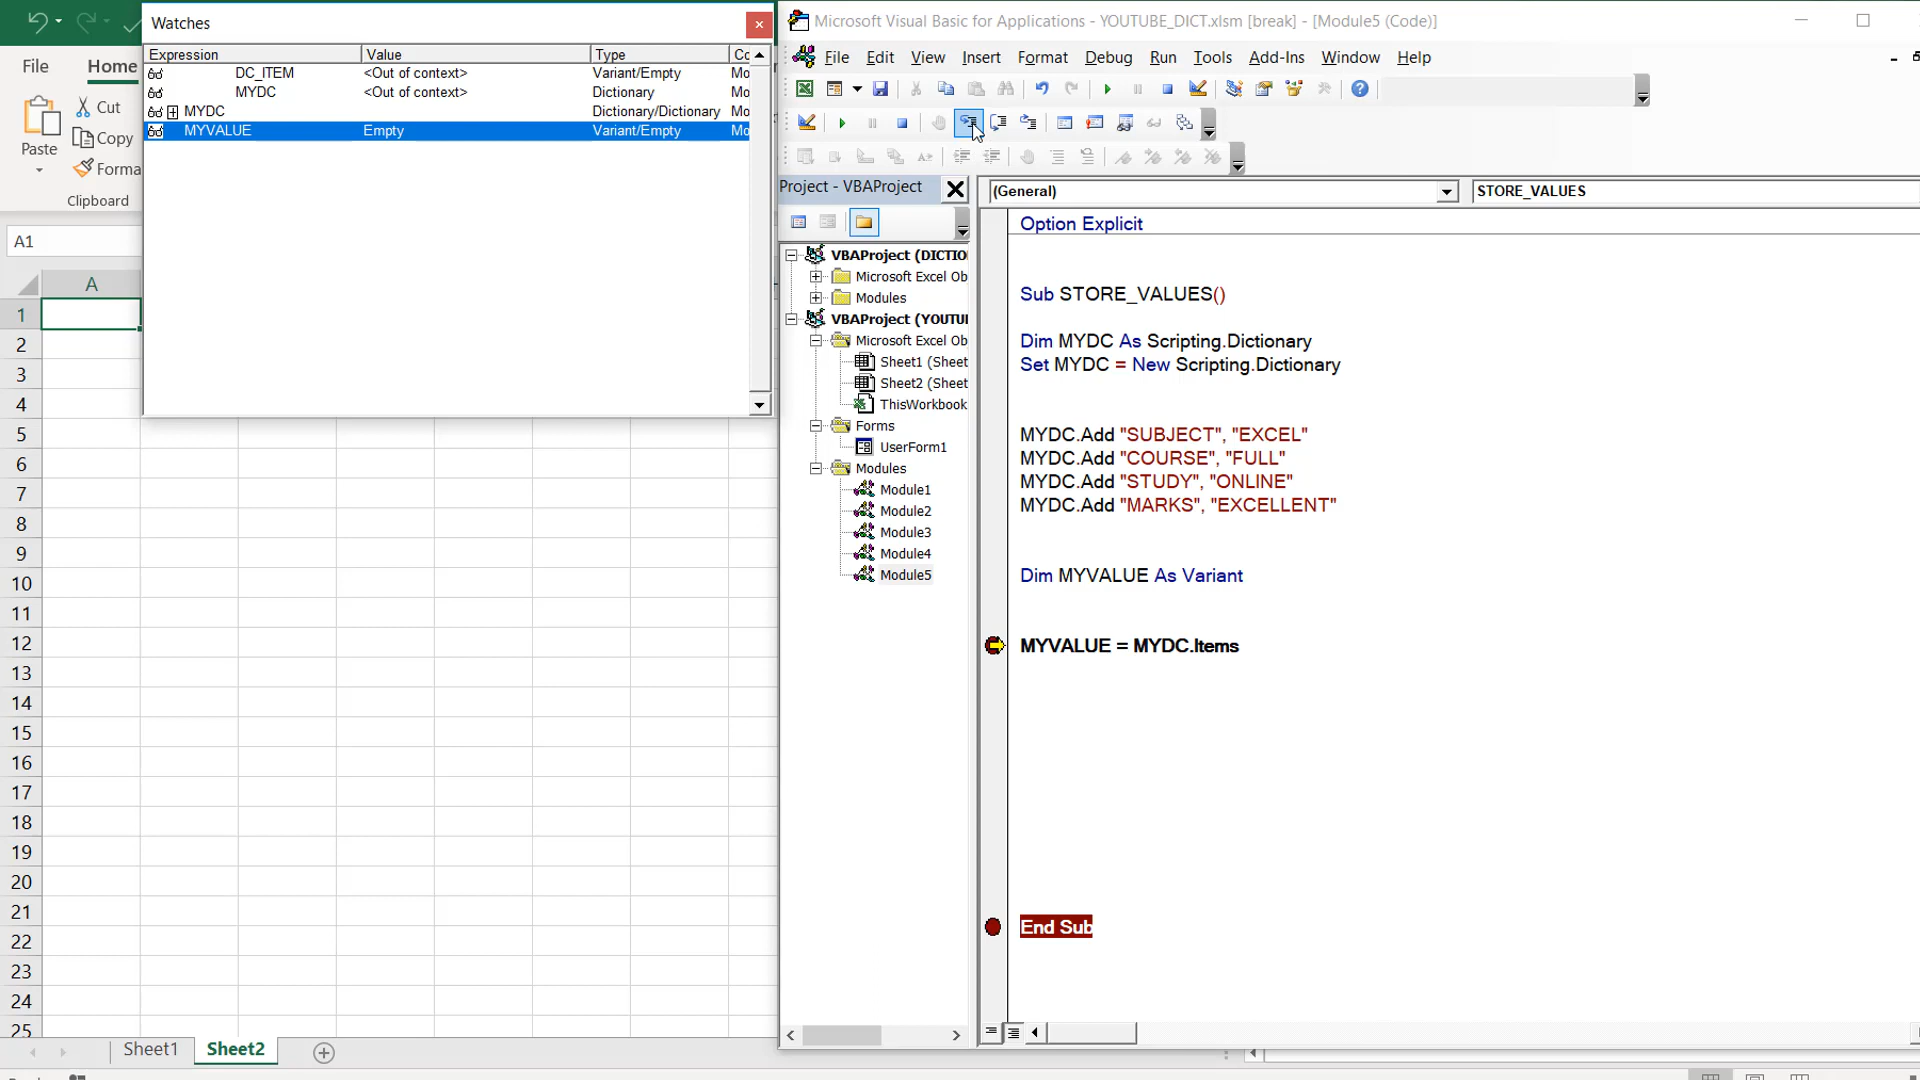 File
Home
Paste
Cut
Copy
Forma
Clipboard
A1
Watches
Expression Value Type Co
DC_ITEM <Out of context> Variant/Empty Mo
MYDC <Out of context> Dictionary Mo
MYDC Dictionary/Dictionary Mo
MYVALUE Empty Variant/Empty Mo
A
1
2
3
4
5
6
7
8
9
10
11
12
13
14
15
16
17
18
19
20
21
22
23
24
25
Sheet1 Sheet2
Microsoft Visual Basic for Applications - YOUTUBE_DICT.xlsm [break] - [Module5 (Code)]
File Edit View Insert Format Debug Run Tools Add-Ins Window Help
Project - VBAProject
VBAProject (DICTIO
Microsoft Excel Ob
Modules
VBAProject (YOUTU
Microsoft Excel Ob
Sheet1 (Sheet
Sheet2 (Sheet
ThisWorkbook
Forms
UserForm1
Modules
Module1
Module2
Module3
Module4
Module5
(General) STORE_VALUES
Option Explicit
Sub STORE_VALUES()
Dim MYDC As Scripting.Dictionary
Set MYDC = New Scripting.Dictionary
MYDC.Add "SUBJECT", "EXCEL"
MYDC.Add "COURSE", "FULL"
MYDC.Add "STUDY", "ONLINE"
MYDC.Add "MARKS", "EXCELLENT"
Dim MYVALUE As Variant
MYVALUE = MYDC.Items
End Sub